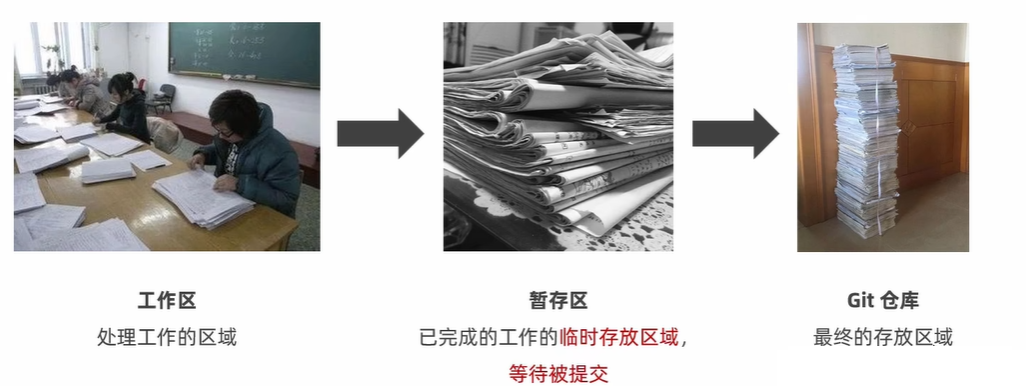 工作区
处理工作的区域
暂存区
已完成的工作的临时存放区域，
等待被提交
Git 仓库
最终的存放区域